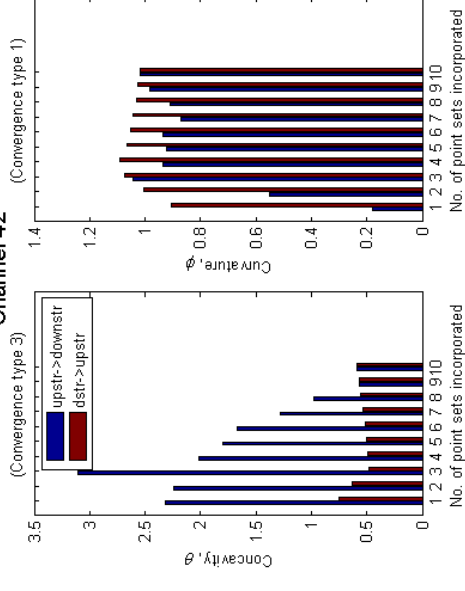 Channel 42
(Convergence type 3)
upstr->downstr
dstr->upstr
Concavity, θ
3.5
3
2.5
2
1.5
1
0.5
0
1 2 3 4 5 6 7 8 9 10
No. of point sets incorporated
(Convergence type 1)
Curvature, φ
1.4
1.2
1
0.8
0.6
0.4
0.2
0
1 2 3 4 5 6 7 8 9 10
No. of point sets incorporated